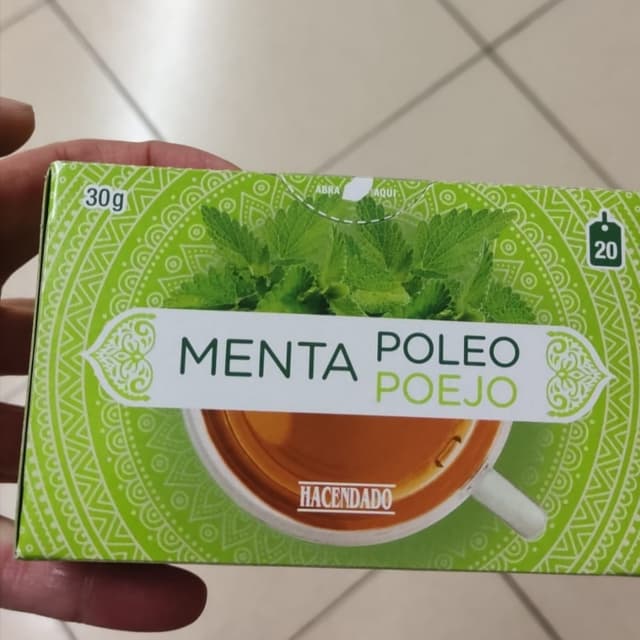 ABRA AQUÍ
30g
20
MENTA POLEO
POEJO
HACENDADO